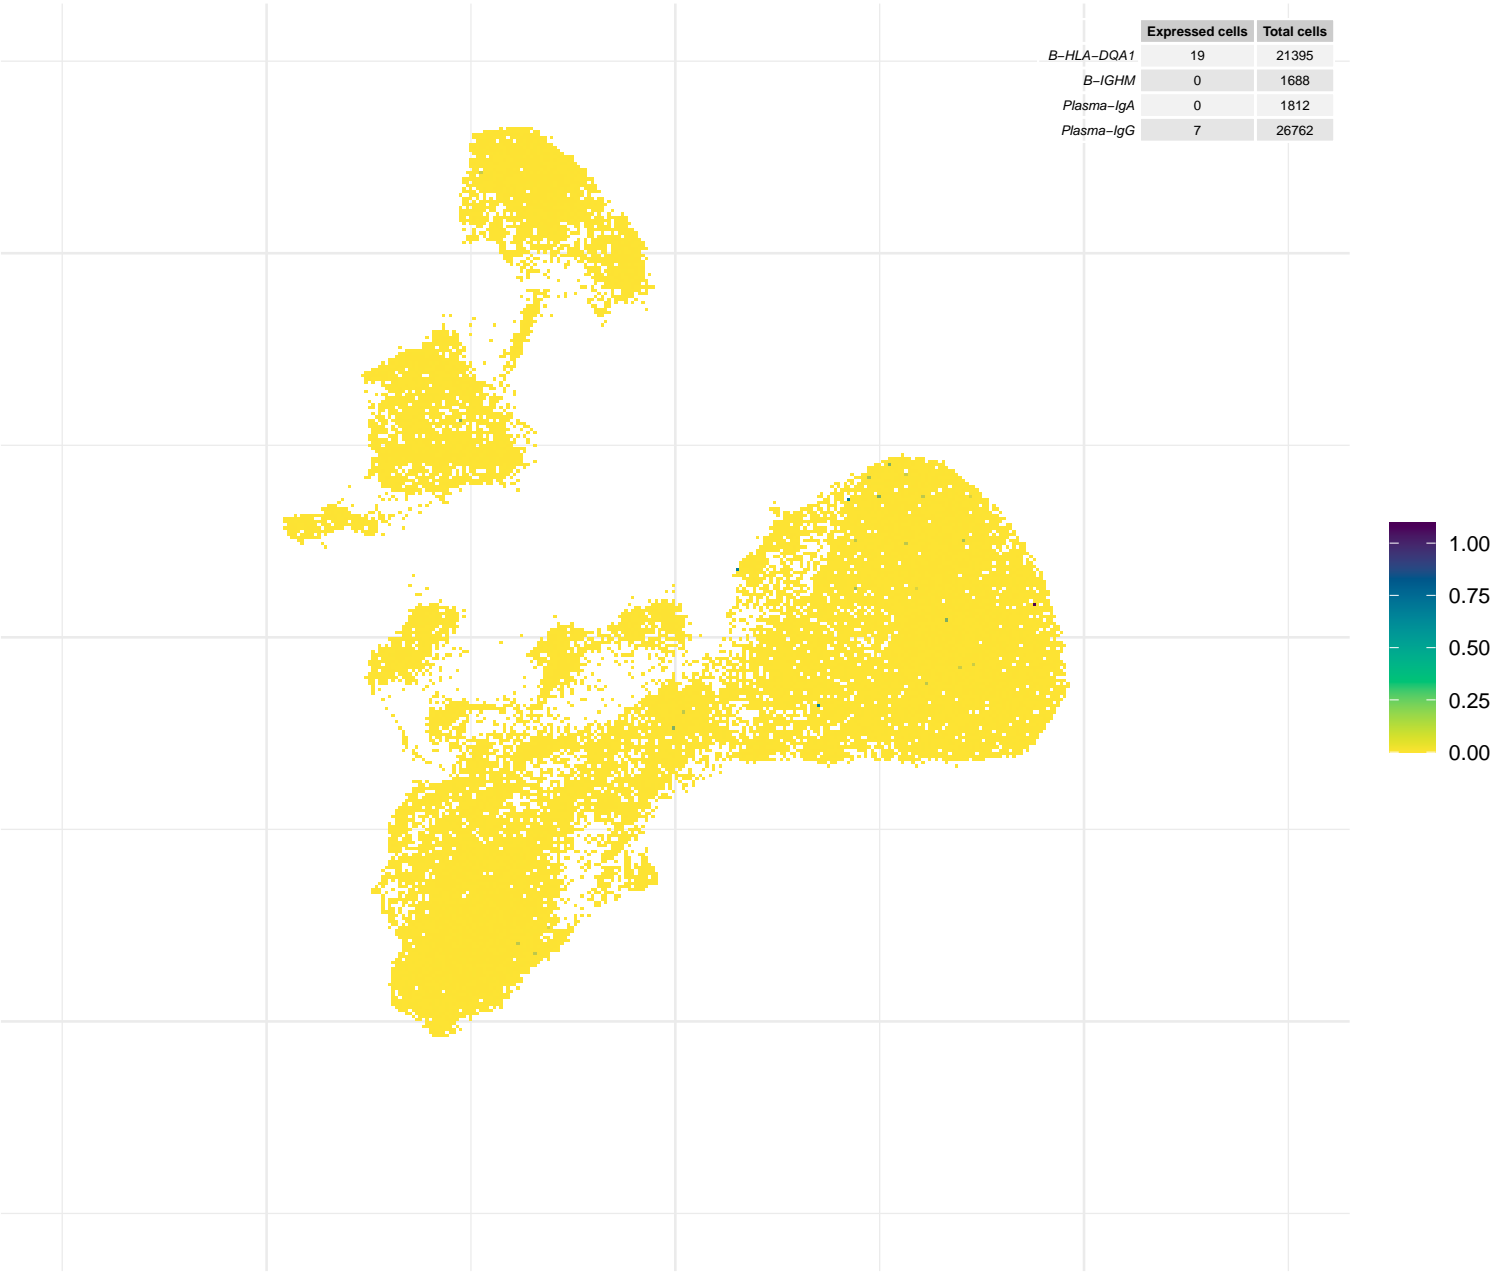 Expressed cells Total cells
B−HLA−DQA1 19 21395
B−IGHM 0 1688
Plasma−IgA 0 1812
Plasma−IgG 7 26762
1.00
0.75
0.50
0.25
0.00